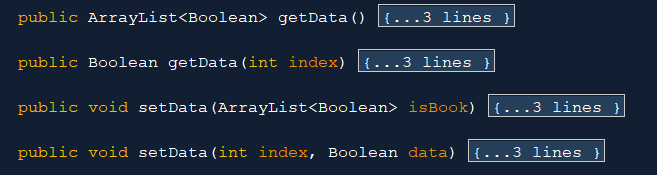 public ArrayList<Boolean> getData() {...3 lines }
public Boolean getData(int index) {...3 lines }
public void setData(ArrayList<Boolean> isBook) {...3 lines }
public void setData(int index, Boolean data) {...3 lines }